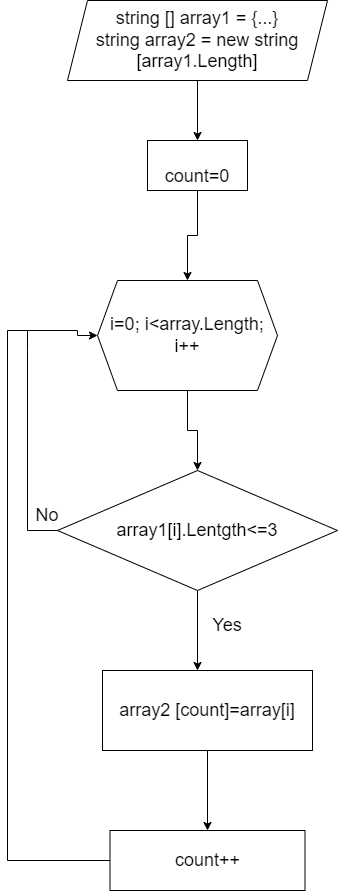 string [] array1 = {...}
string array2 = new string
[array1.Length]
count=0
i=0; i<array.Length;
i++
No
array1[i].Lentgth<=3
Yes
array2 [count]=array[i]
count++